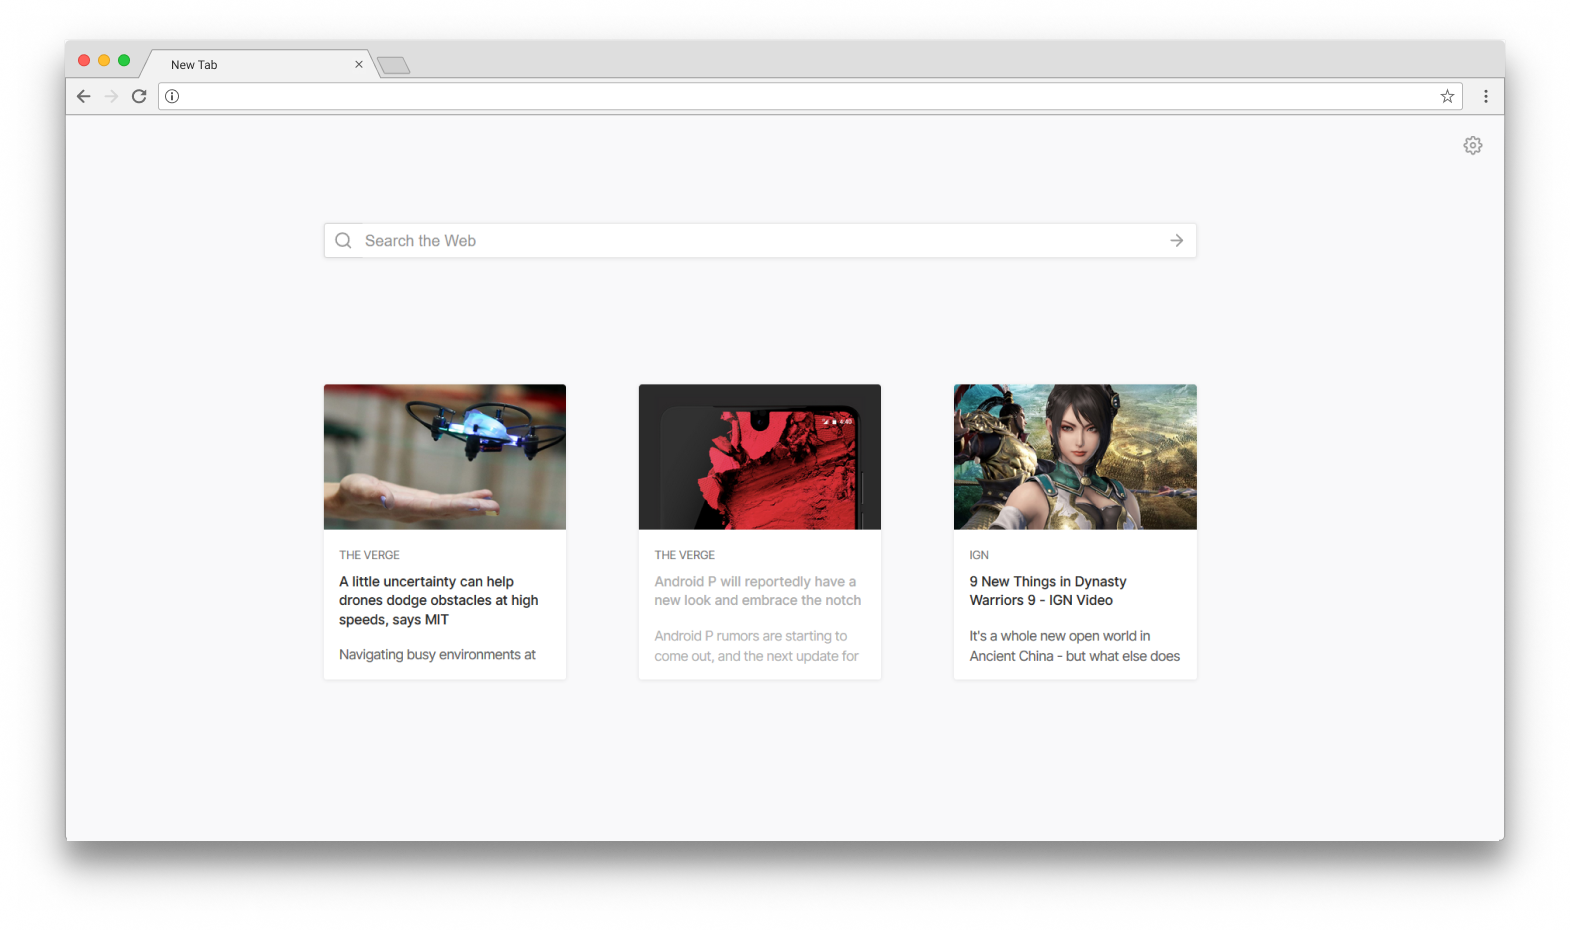 New Tab
Search the Web
4:40
THE VERGE
A little uncertainty can help
drones dodge obstacles at high
speeds, says MIT
Navigating busy environments at
THE VERGE
Android P will reportedly have a
new look and embrace the notch
Android P rumors are starting to
come out, and the next update for
IGN
9 New Things in Dynasty
Warriors 9 - IGN Video
It's a whole new open world in
Ancient China - but what else does